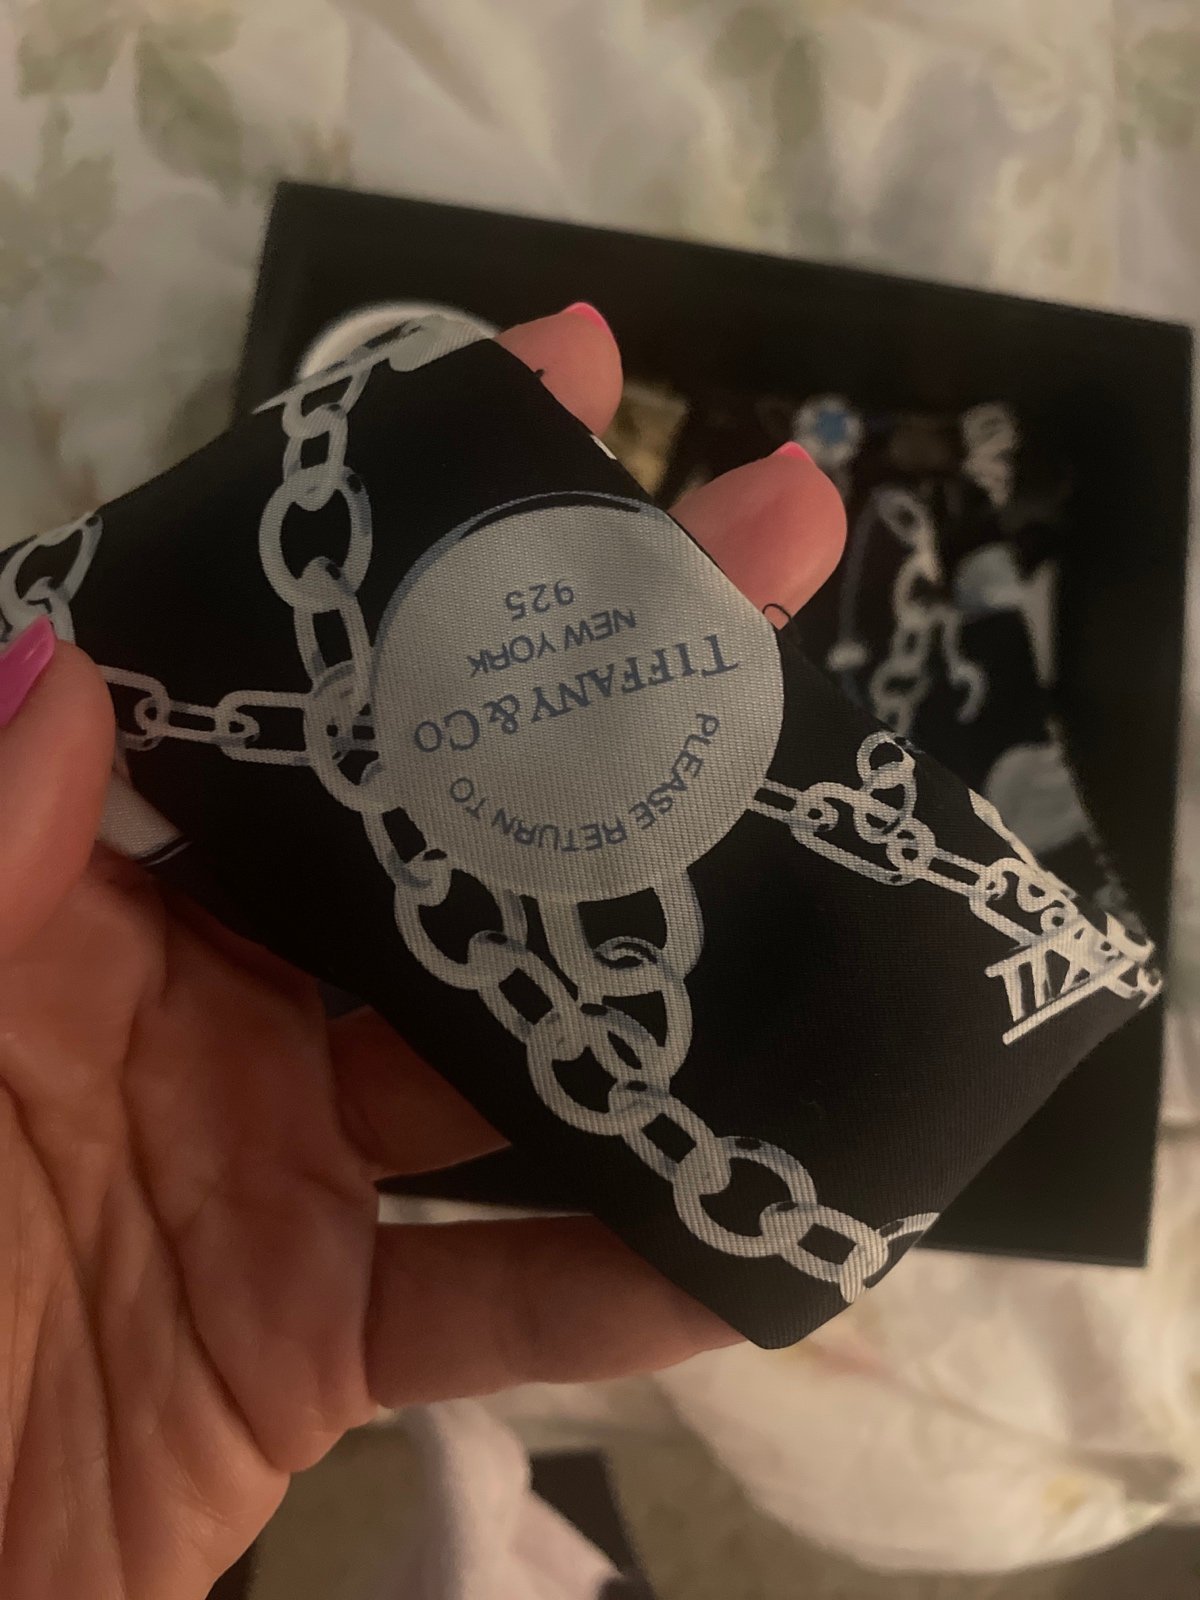 PLEASE RETURN TO
TIFFANY & CO
NEW YORK
925